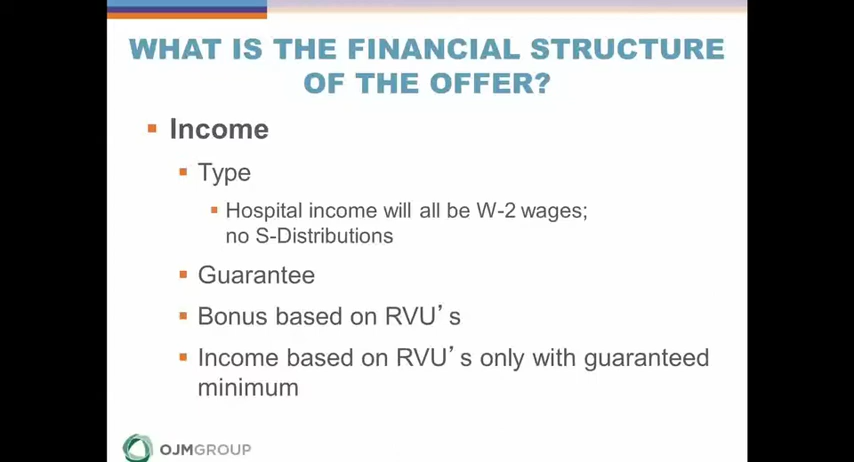 WHAT IS THE FINANCIAL STRUCTURE
OF THE OFFER?
Income
Type
Hospital income will all be W-2 wages;
no S-Distributions
Guarantee
Bonus based on RVU's
Income based on RVU's only with guaranteed
minimum
OJMGROUP